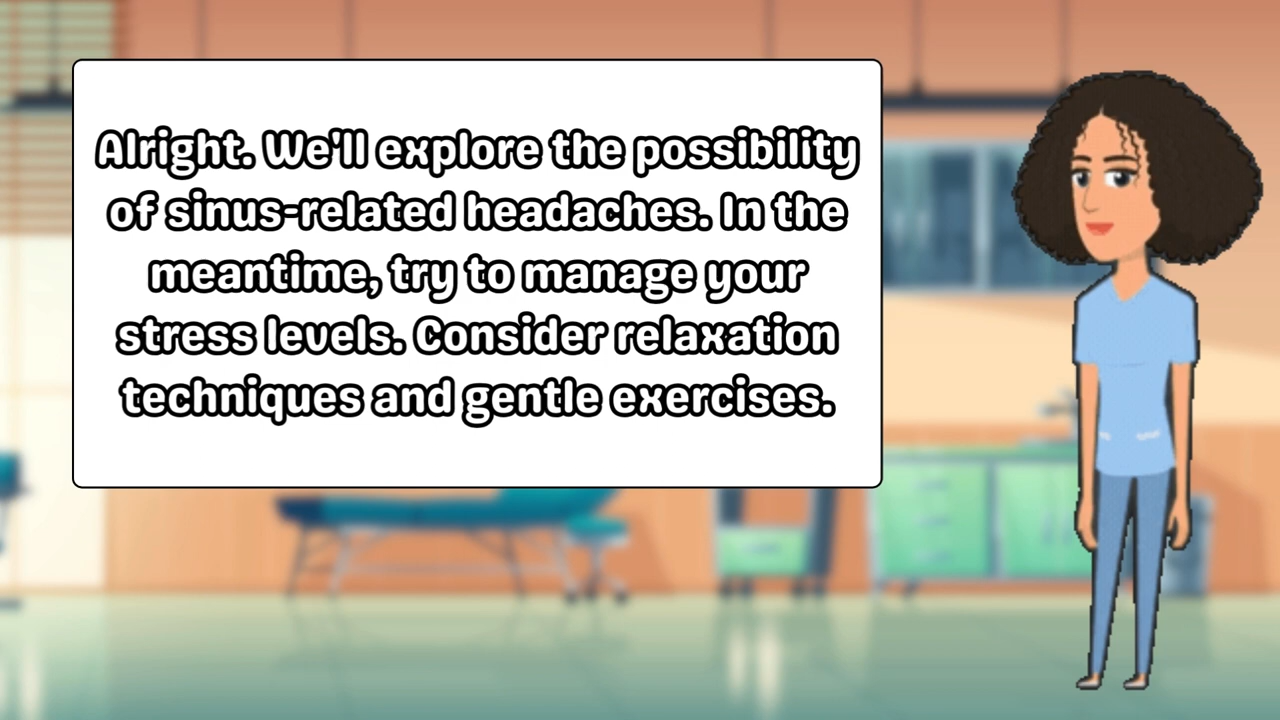 Alright. We'll explore the possibility
of sinus-related headaches. In the
meantime, try to manage your
stress levels. Consider relaxation
techniques and gentle exercises.